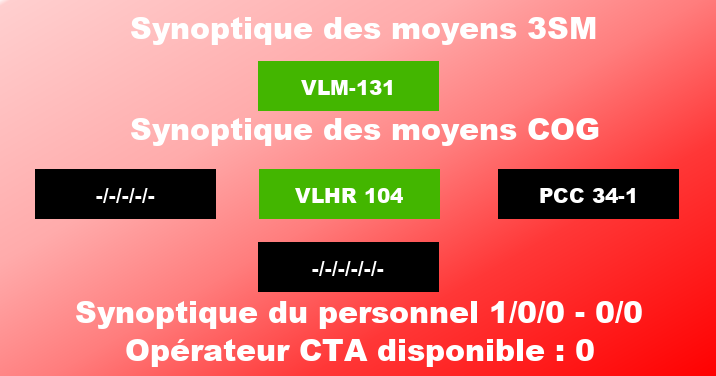 Synoptique des moyens 3SM
VLM-131
Synoptique des moyens COG
-/-/-/-/- VLHR 104 PCC 34-1
-/-/-/-/-/-
Synoptique du personnel 1/0/0 - 0/0
Opérateur CTA disponible : 0